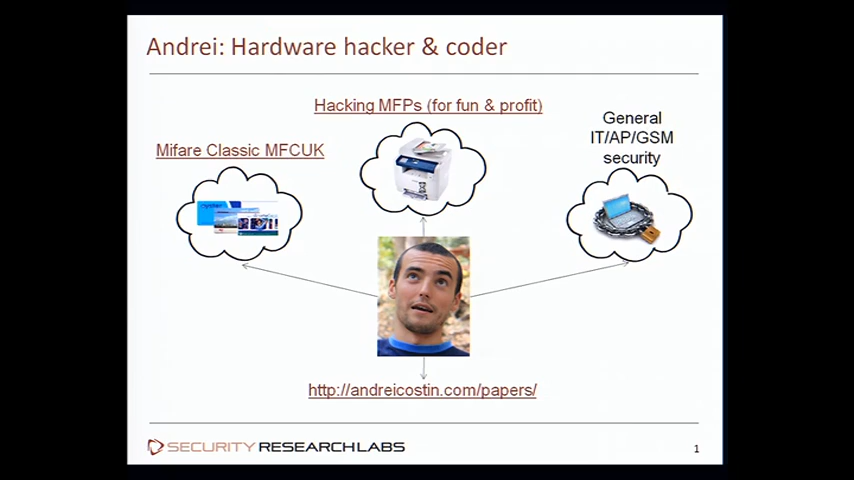 Andrei: Hardware hacker & coder
Hacking MFPs (for fun & profit)
General
IT/AP/GSM
security
Mifare Classic MFCUK
oyster
http://andreicostin.com/papers/
SECURITY RESEARCH LABS
1